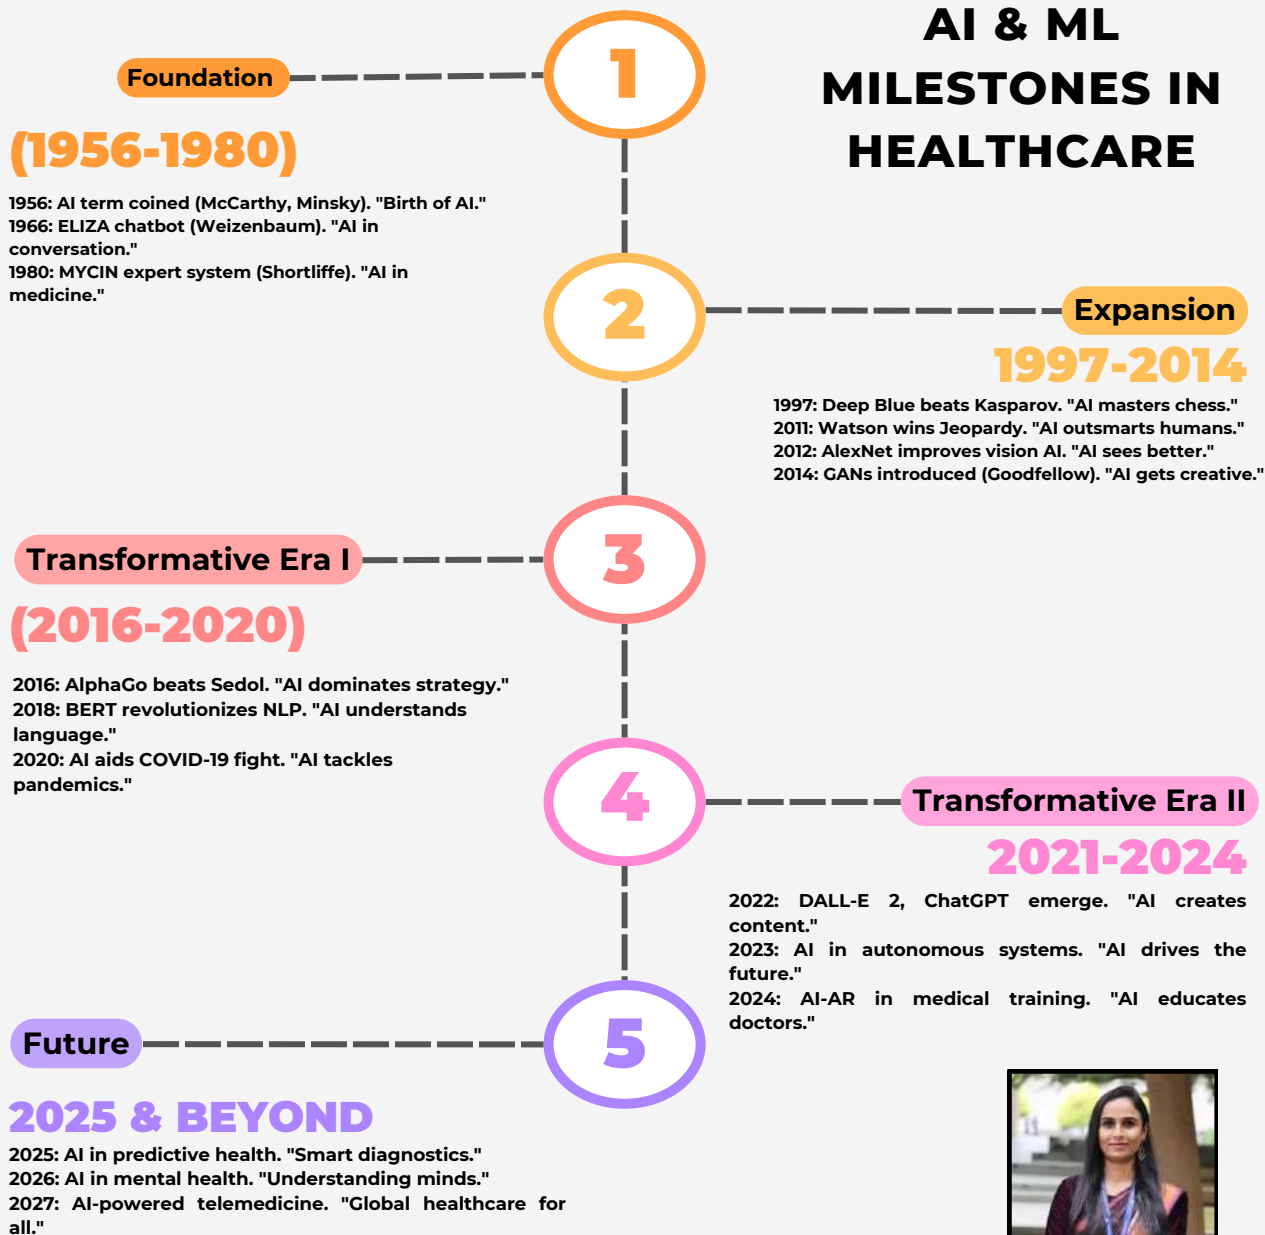 AI & ML
MILESTONES IN
HEALTHCARE
1
Foundation
(1956-1980)
1956: AI term coined (McCarthy, Minsky). "Birth of AI."
1966: ELIZA chatbot (Weizenbaum). "AI in
conversation."
1980: MYCIN expert system (Shortliffe). "AI in
medicine."
2
Expansion
1997-2014
1997: Deep Blue beats Kasparov. "AI masters chess."
2011: Watson wins Jeopardy. "AI outsmarts humans."
2012: AlexNet improves vision AI. "AI sees better."
2014: GANs introduced (Goodfellow). "AI gets creative."
3
Transformative Era I
(2016-2020)
2016: AlphaGo beats Sedol. "AI dominates strategy."
2018: BERT revolutionizes NLP. "AI understands
language."
2020: AI aids COVID-19 fight. "AI tackles
pandemics."
4
Transformative Era II
2021-2024
2022: DALL-E 2, ChatGPT emerge. "AI creates
content."
2023: AI in autonomous systems. "AI drives the
future."
2024: AI-AR in medical training. "AI educates
doctors."
5
Future
2025 & BEYOND
2025: AI in predictive health. "Smart diagnostics."
2026: AI in mental health. "Understanding minds."
2027: AI-powered telemedicine. "Global healthcare for
all."